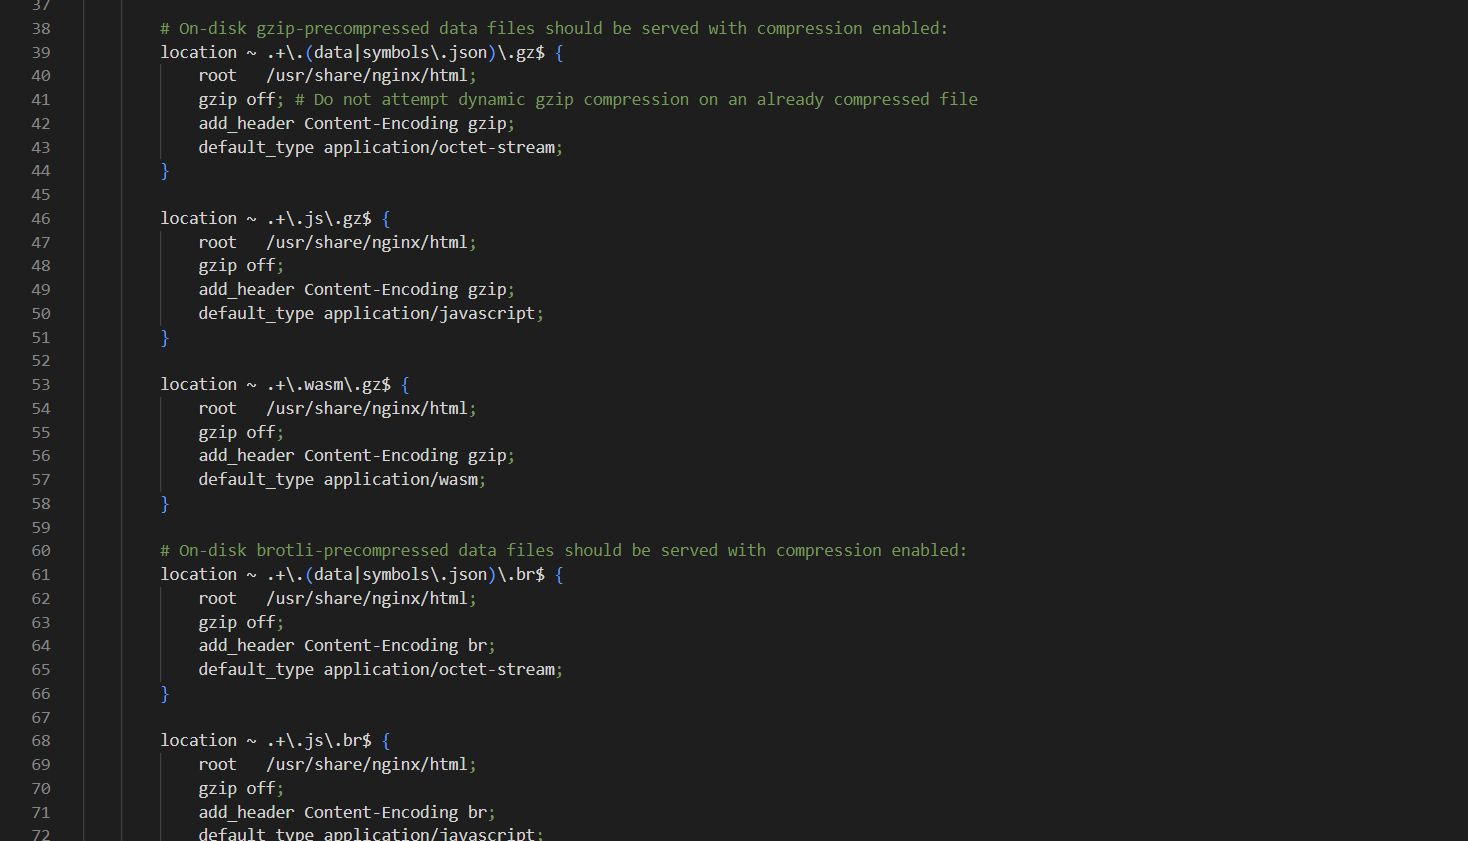 37
38 # On-disk gzip-precompressed data files should be served with compression enabled:
39 location ~ .+\.(data|symbols\.json)\.gz$ {
40 root /usr/share/nginx/html;
41 gzip off; # Do not attempt dynamic gzip compression on an already compressed file
42 add_header Content-Encoding gzip;
43 default_type application/octet-stream;
44 }
45
46 location ~ .+\.js\.gz$ {
47 root /usr/share/nginx/html;
48 gzip off;
49 add_header Content-Encoding gzip;
50 default_type application/javascript;
51 }
52
53 location ~ .+\.wasm\.gz$ {
54 root /usr/share/nginx/html;
55 gzip off;
56 add_header Content-Encoding gzip;
57 default_type application/wasm;
58 }
59
60 # On-disk brotli-precompressed data files should be served with compression enabled:
61 location ~ .+\.(data|symbols\.json)\.br$ {
62 root /usr/share/nginx/html;
63 gzip off;
64 add_header Content-Encoding br;
65 default_type application/octet-stream;
66 }
67
68 location ~ .+\.js\.br$ {
69 root /usr/share/nginx/html;
70 gzip off;
71 add_header Content-Encoding br;
72 default_type application/javascript;